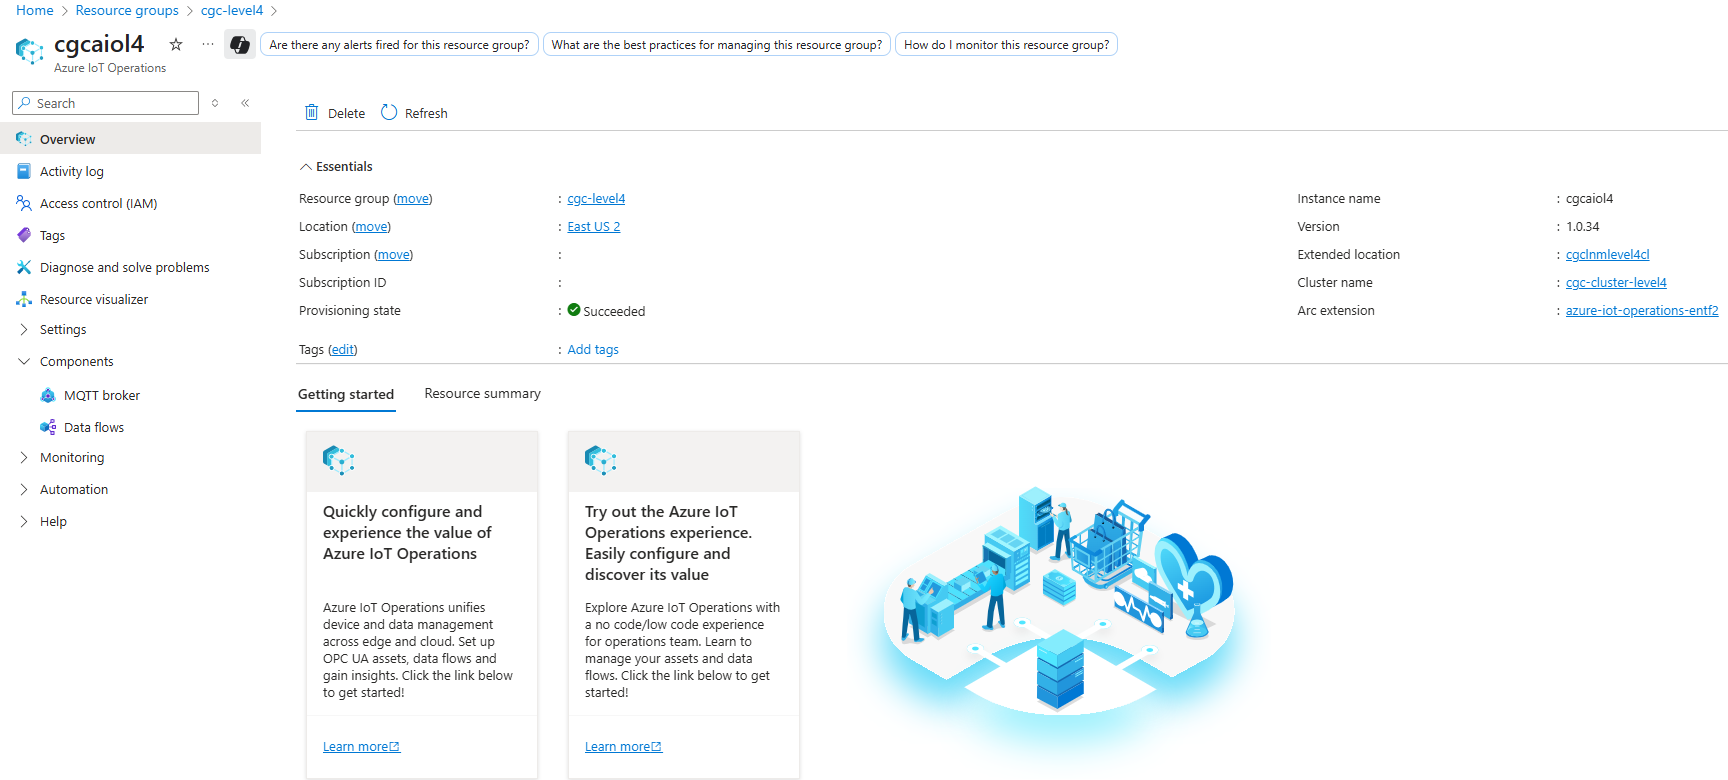 Home > Resource groups > cgc-level4 >
cgcaiol4
Azure IoT Operations
Are there any alerts fired for this resource group?
What are the best practices for managing this resource group?
How do I monitor this resource group?
Search
Overview
Activity log
Access control (IAM)
Tags
Diagnose and solve problems
Resource visualizer
Settings
Components
MQTT broker
Data flows
Monitoring
Automation
Help
Delete
Refresh
Essentials
Resource group (move) : cgc-level4
Location (move) : East US 2
Subscription (move) :
Subscription ID :
Provisioning state : Succeeded
Instance name : cgcaiol4
Version : 1.0.34
Extended location : cgclnmlevel4cl
Cluster name : cgc-cluster-level4
Arc extension : azure-iot-operations-entf2
Tags (edit) : Add tags
Getting started
Resource summary
Quickly configure and
experience the value of
Azure IoT Operations
Azure IoT Operations unifies
device and data management
across edge and cloud. Set up
OPC UA assets, data flows and
gain insights. Click the link below
to get started!
Learn more
Try out the Azure IoT
Operations experience.
Easily configure and
discover its value
Explore Azure IoT Operations with
a no code/low code experience
for operations team. Learn to
manage your assets and data
flows. Click the link below to get
started!
Learn more